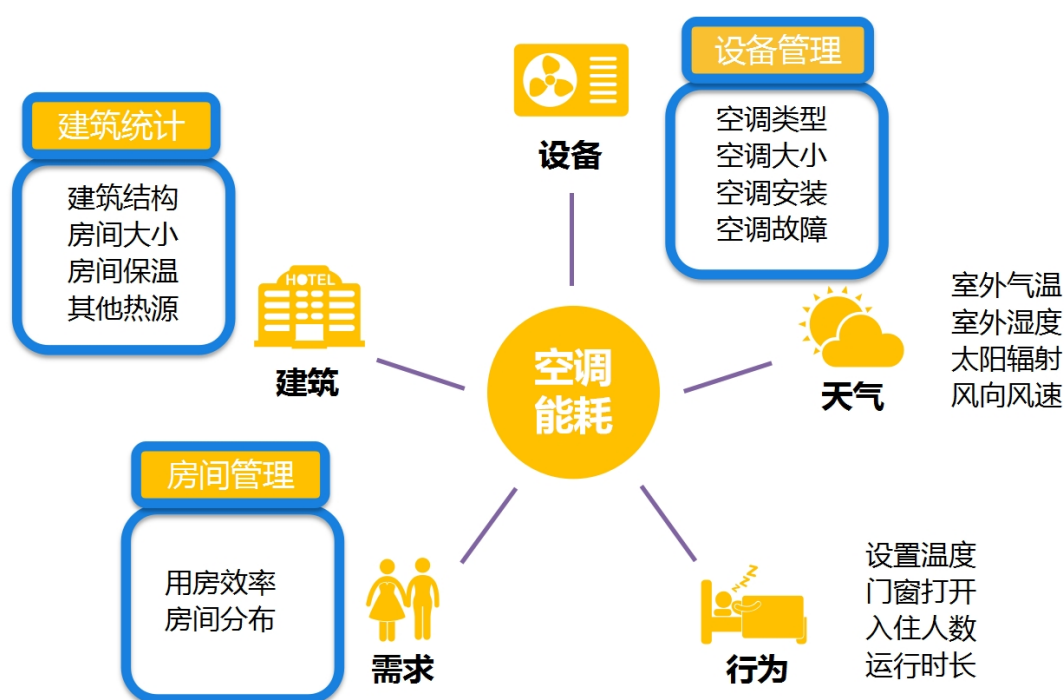 设备管理
空调类型
空调大小
空调安装
空调故障
设备
建筑统计
建筑结构
房间大小
房间保温
其他热源
HOTEL
建筑
空调
能耗
室外气温
室外湿度
太阳辐射
风向风速
天气
房间管理
用房效率
房间分布
需求
zzzz
行为
设置温度
门窗打开
入住人数
运行时长